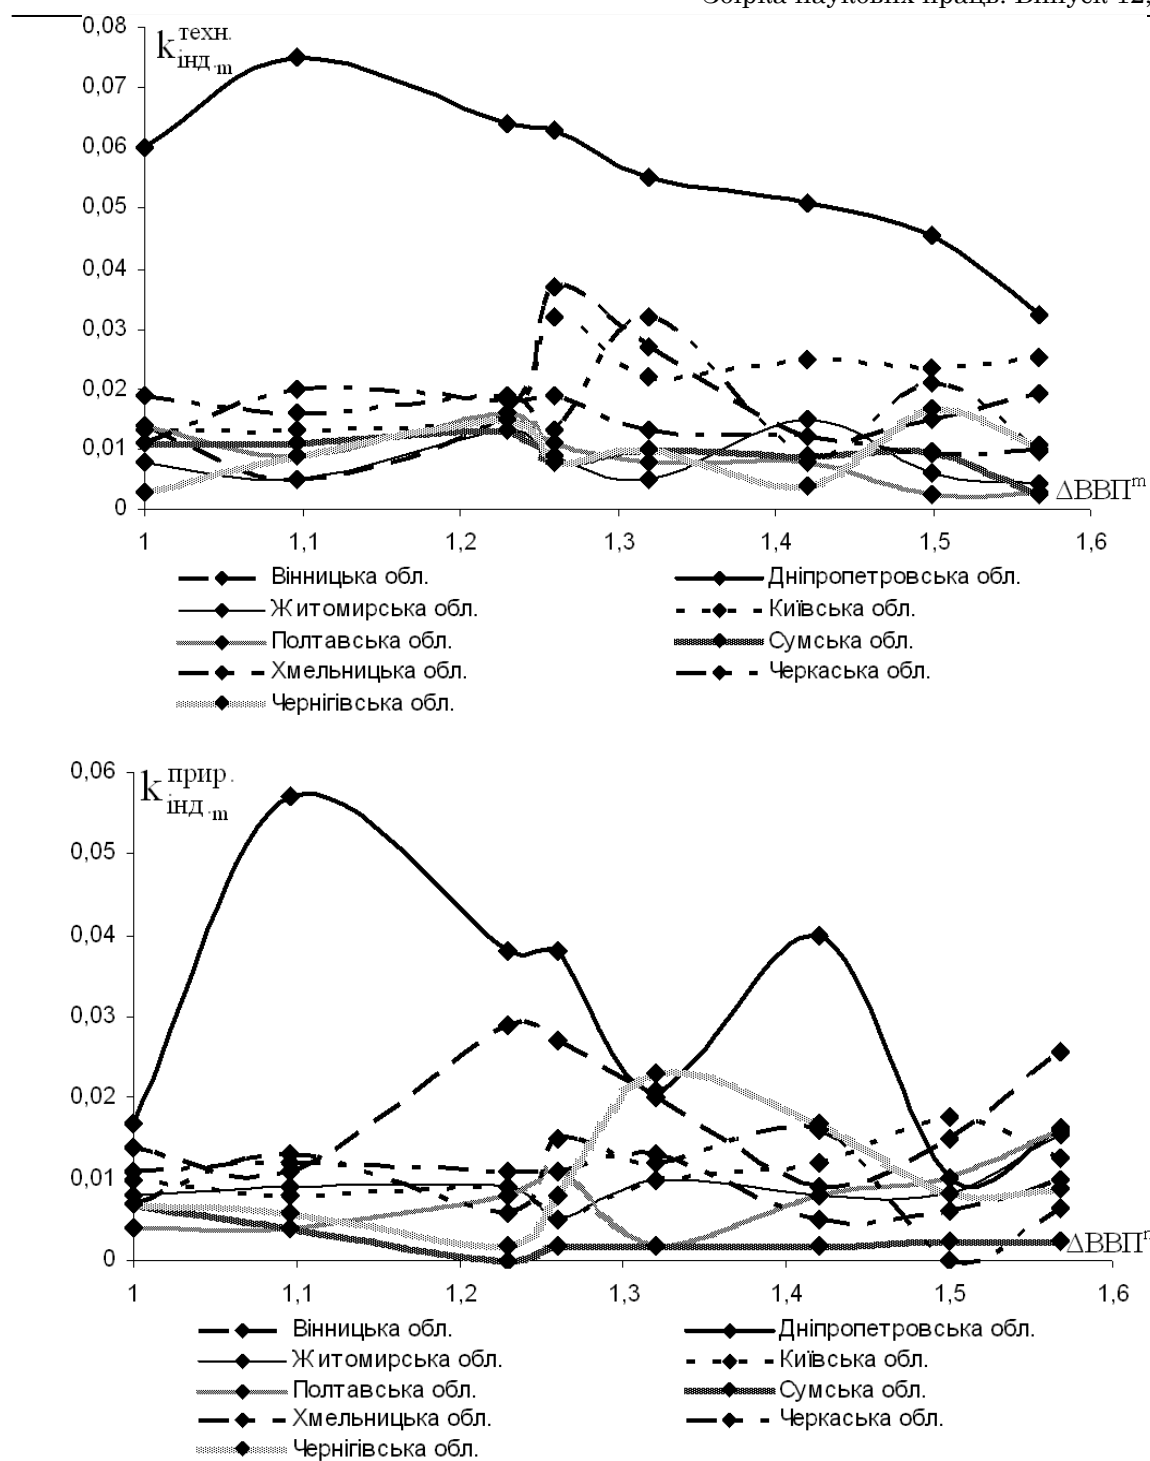 Збірка наукових праць. Випуск 12,
k техн. інд.m
0,08
0,07
0,06
0,05
0,04
0,03
0,02
0,01
0
1 1,1 1,2 1,3 1,4 1,5 1,6
ΔВВПm
Вінницька обл. Дніпропетровська обл.
Житомирська обл. Київська обл.
Полтавська обл. Сумська обл.
Хмельницька обл. Черкаська обл.
Чернігівська обл.
k прир. інд.m
0,06
0,05
0,04
0,03
0,02
0,01
0
1 1,1 1,2 1,3 1,4 1,5 1,6
ΔВВП
Вінницька обл. Дніпропетровська обл.
Житомирська обл. Київська обл.
Полтавська обл. Сумська обл.
Хмельницька обл. Черкаська обл.
Чернігівська обл.